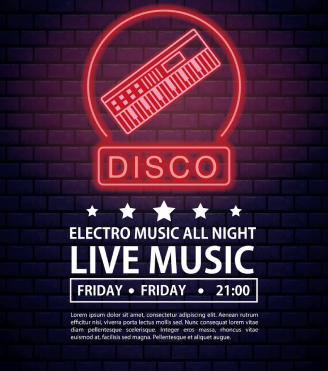 DISCO
ELECTRO MUSIC ALL NIGHT
LIVE MUSIC
FRIDAY • FRIDAY • 21:00
Lorem ipsum dolor sit amet, consectetur adipiscing elit. Aenean rutrum
efficitur nisi, viverra porta lectus mollis sed. Nunc consequat lorem vitae
diam pellentesque scelerisque. Integer eros massa, rhoncus vitae
euismod at, facilisis sed magna. Pellentesque et aliquet augue.